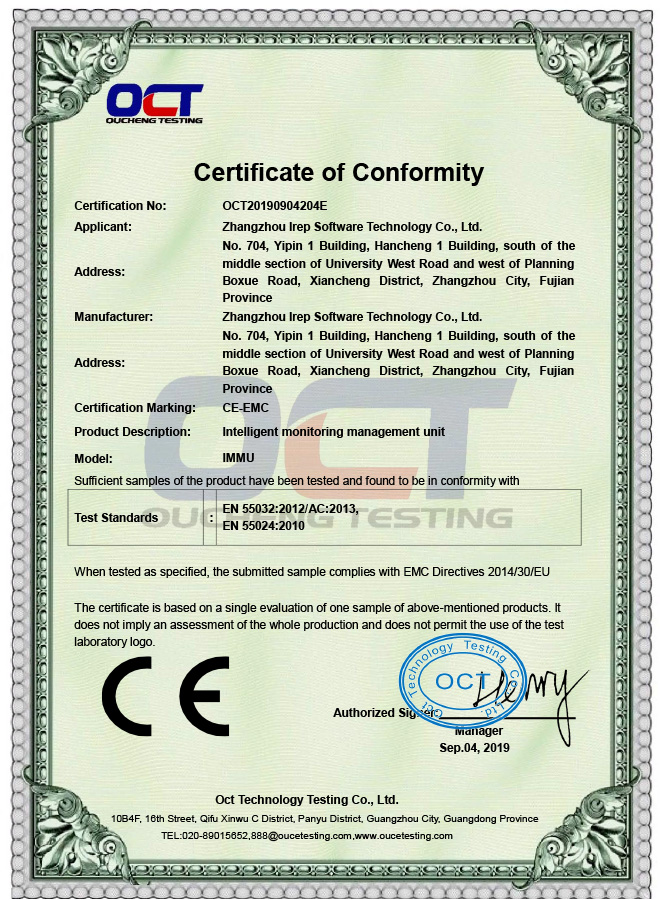 OCT
OUCHENG TESTING
Certificate of Conformity
Certification No: OCT20190904204E
Applicant: Zhangzhou Irep Software Technology Co., Ltd.
Address: No. 704, Yipin 1 Building, Hancheng 1 Building, south of the
middle section of University West Road and west of Planning
Boxue Road, Xiancheng District, Zhangzhou City, Fujian
Province
Manufacturer: Zhangzhou Irep Software Technology Co., Ltd.
Address: No. 704, Yipin 1 Building, Hancheng 1 Building, south of the
middle section of University West Road and west of Planning
Boxue Road, Xiancheng District, Zhangzhou City, Fujian
Province
Certification Marking: CE-EMC
Product Description: Intelligent monitoring management unit
Model: IMMU
Sufficient samples of the product have been tested and found to be in conformity with
Test Standards : EN 55032:2012/AC:2013,
EN 55024:2010
OCT
OUCHENG TESTING
When tested as specified, the submitted sample complies with EMC Directives 2014/30/EU
The certificate is based on a single evaluation of one sample of above-mentioned products. It
does not imply an assessment of the whole production and does not permit the use of the test
laboratory logo.
CE
Oct Technology Testing Co., Ltd.
OCT
Henry
Authorized Signer:
Manager
Sep.04, 2019
Oct Technology Testing Co., Ltd.
10B4F, 16th Street, Qifu Xinwu C District, Panyu District, Guangzhou City, Guangdong Province
TEL:020-89015652,888@oucetesting.com,www.oucetesting.com